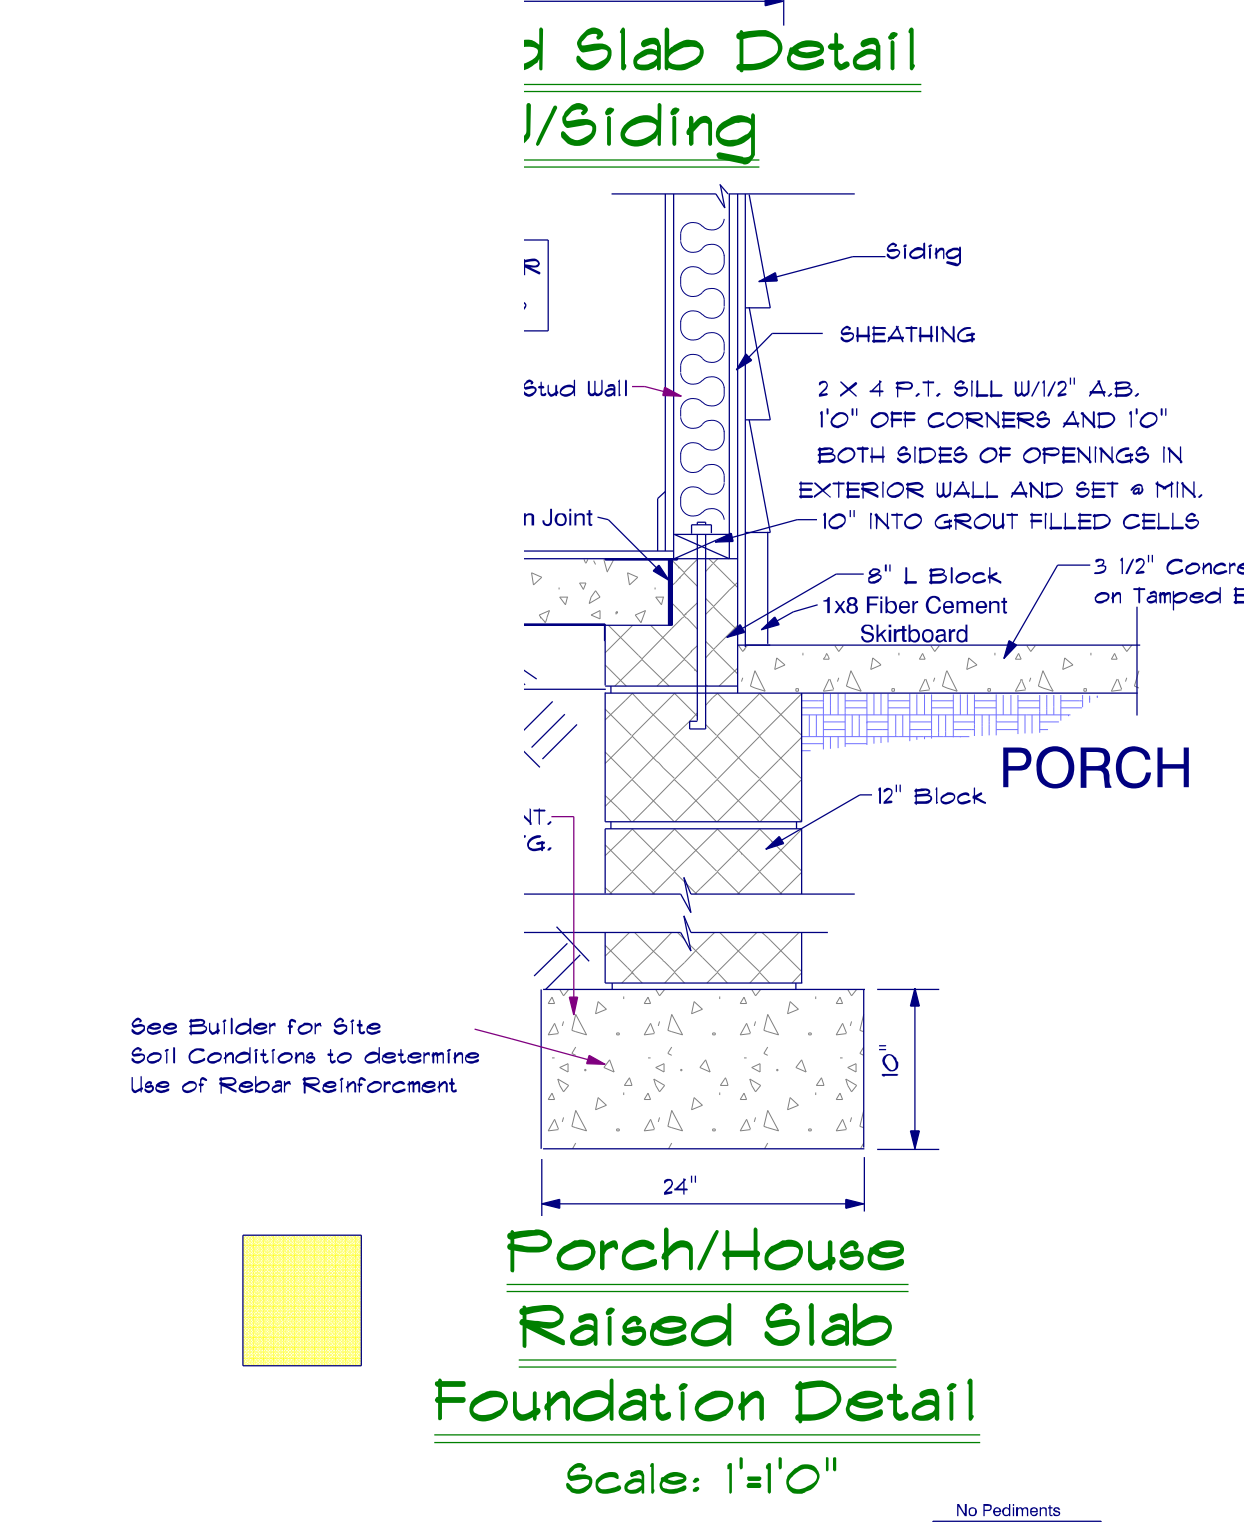 Slab Detail
/Siding
Siding
SHEATHING
Stud Wall
2 X 4 P.T. SILL W/1/2" A.B.
1'0" OFF CORNERS AND 1'0"
BOTH SIDES OF OPENINGS IN
EXTERIOR WALL AND SET @ MIN.
10" INTO GROUT FILLED CELLS
n Joint
8" L Block
1x8 Fiber Cement
Skirtboard
3 1/2" Concre
on Tamped
PORCH
12" Block
NT.
G.
See Builder for Site
Soil Conditions to determine
Use of Rebar Reinforcment
1'0"
24"
Porch/House
Raised Slab
Foundation Detail
Scale: 1'=1'0"
No Pediments